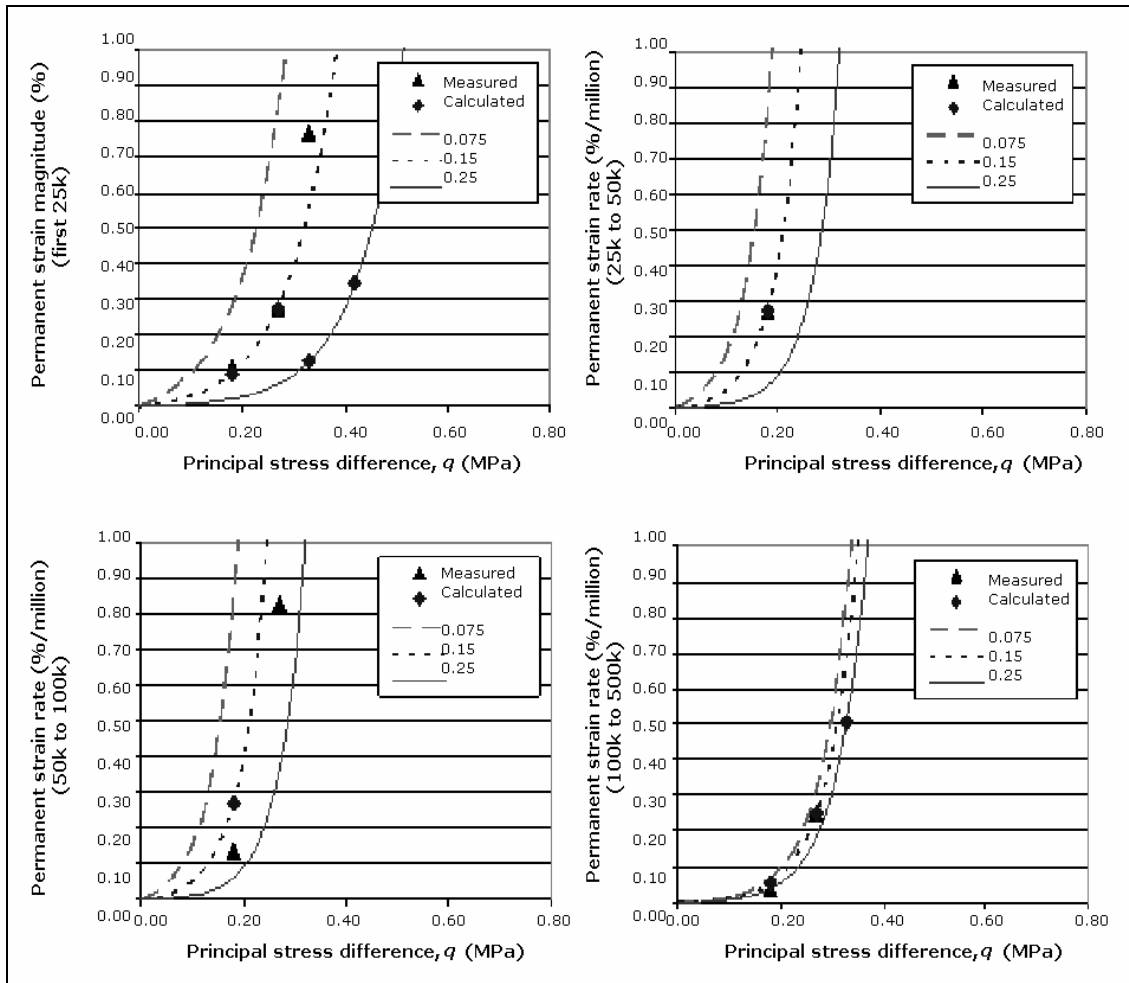 Permanent strain magnitude (%)
(first 25k)
1.00
0.90
0.80
0.70
0.60
0.50
0.40
0.30
0.20
0.10
0.00
0.00 0.20 0.40 0.60 0.80
Principal stress difference, q (MPa)
Measured
Calculated
0.075
0.15
0.25
Permanent strain rate (%/million)
(25k to 50k)
1.00
0.90
0.80
0.70
0.60
0.50
0.40
0.30
0.20
0.10
0.00
0.00 0.20 0.40 0.60 0.80
Principal stress difference, q (MPa)
Measured
Calculated
0.075
0.15
0.25
Permanent strain rate (%/million)
(50k to 100k)
1.00
0.90
0.80
0.70
0.60
0.50
0.40
0.30
0.20
0.10
0.00
0.00 0.20 0.40 0.60 0.80
Principal stress difference, q (MPa)
Measured
Calculated
0.075
0.15
0.25
Permanent strain rate (%/million)
(100k to 500k)
1.00
0.90
0.80
0.70
0.60
0.50
0.40
0.30
0.20
0.10
0.00
0.00 0.20 0.40 0.60 0.80
Principal stress difference, q (MPa)
Measured
Calculated
0.075
0.15
0.25